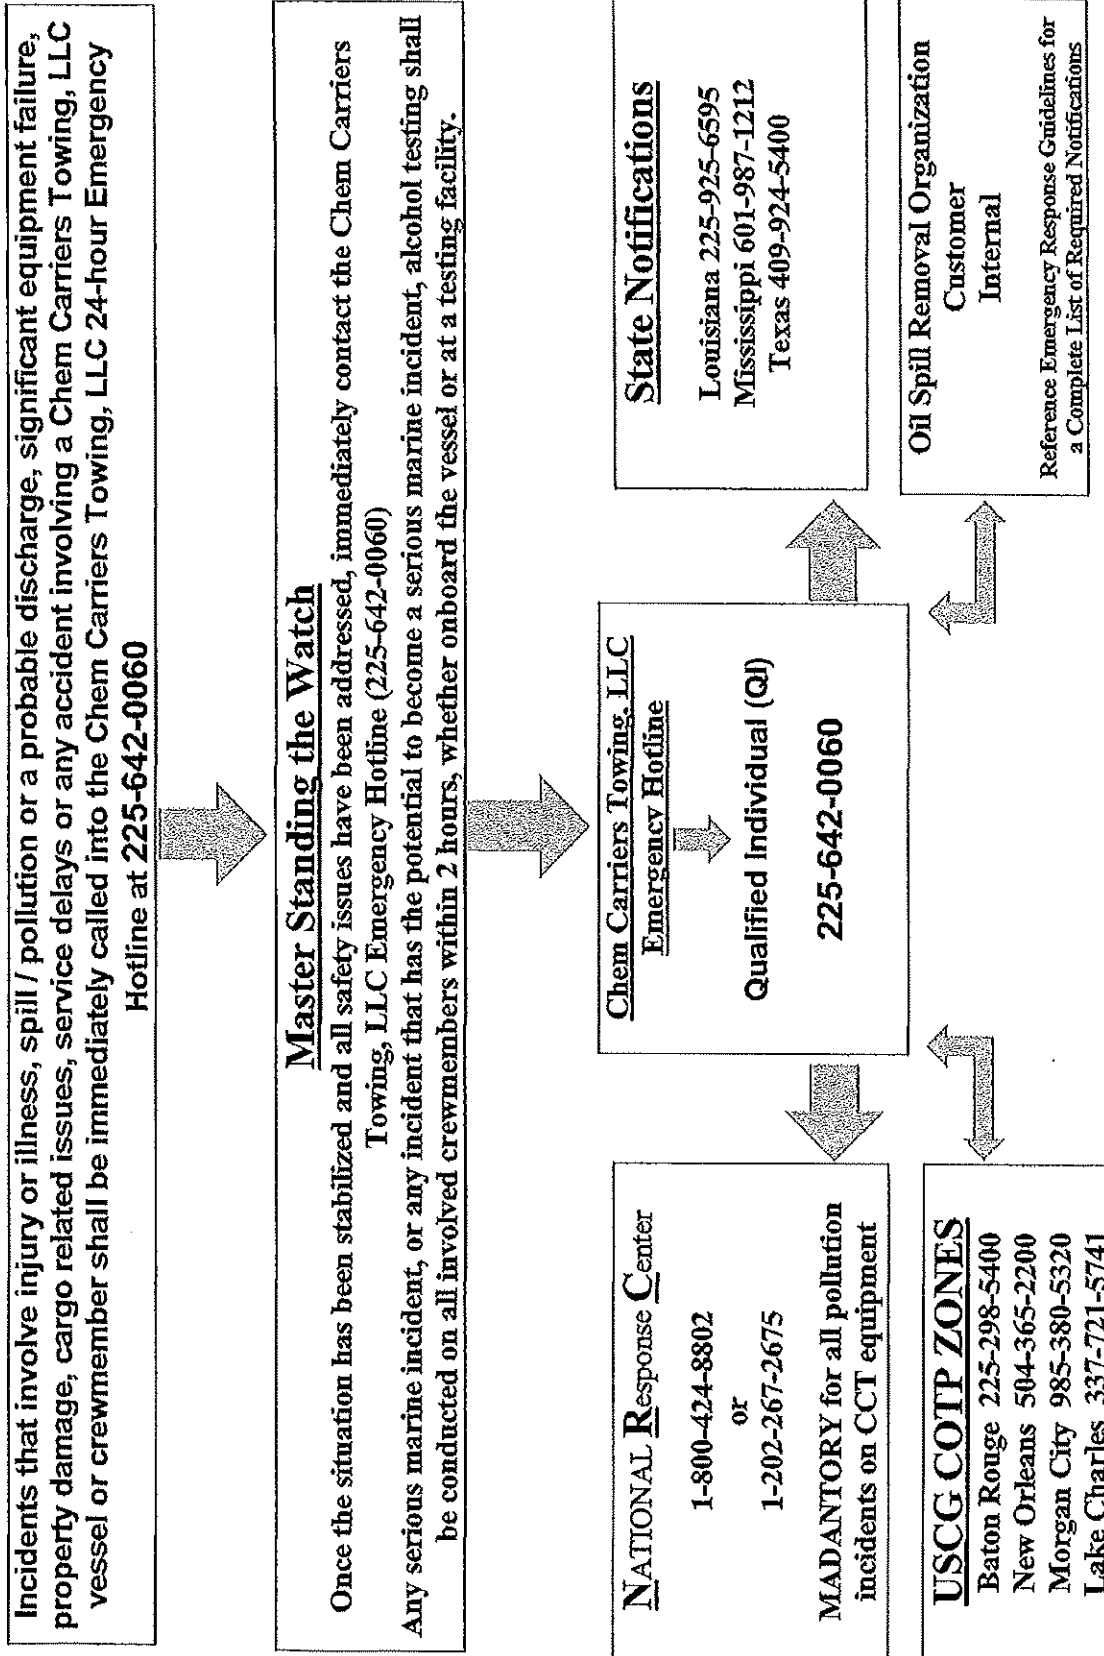 Incidents that involve injury or illness, spill / pollution or a probable discharge, significant equipment failure,
property damage, cargo related issues, service delays or any accident involving a Chem Carriers Towing, LLC
vessel or crewmember shall be immediately called into the Chem Carriers Towing, LLC 24-hour Emergency
Hotline at 225-642-0060
Master Standing the Watch
Once the situation has been stabilized and all safety issues have been addressed, immediately contact the Chem Carriers
Towing, LLC Emergency Hotline (225-642-0060)
Any serious marine incident, or any incident that has the potential to become a serious marine incident, alcohol testing shall
be conducted on all involved crewmembers within 2 hours, whether onboard the vessel or at a testing facility.
NATIONAL Response Center
1-800-424-8802
or
1-202-267-2675
MADANTORY for all pollution
incidents on CCT equipment
Chem Carriers Towing, LLC
Emergency Hotline
Qualified Individual (QI)
225-642-0060
State Notifications
Louisiana 225-925-6595
Mississippi 601-987-1212
Texas 409-924-5400
USCG COTP ZONES
Baton Rouge 225-298-5400
New Orleans 504-365-2200
Morgan City 985-380-5320
Lake Charles 337-721-5741
Oil Spill Removal Organization
Customer
Internal
Reference Emergency Response Guidelines for
a Complete List of Required Notifications